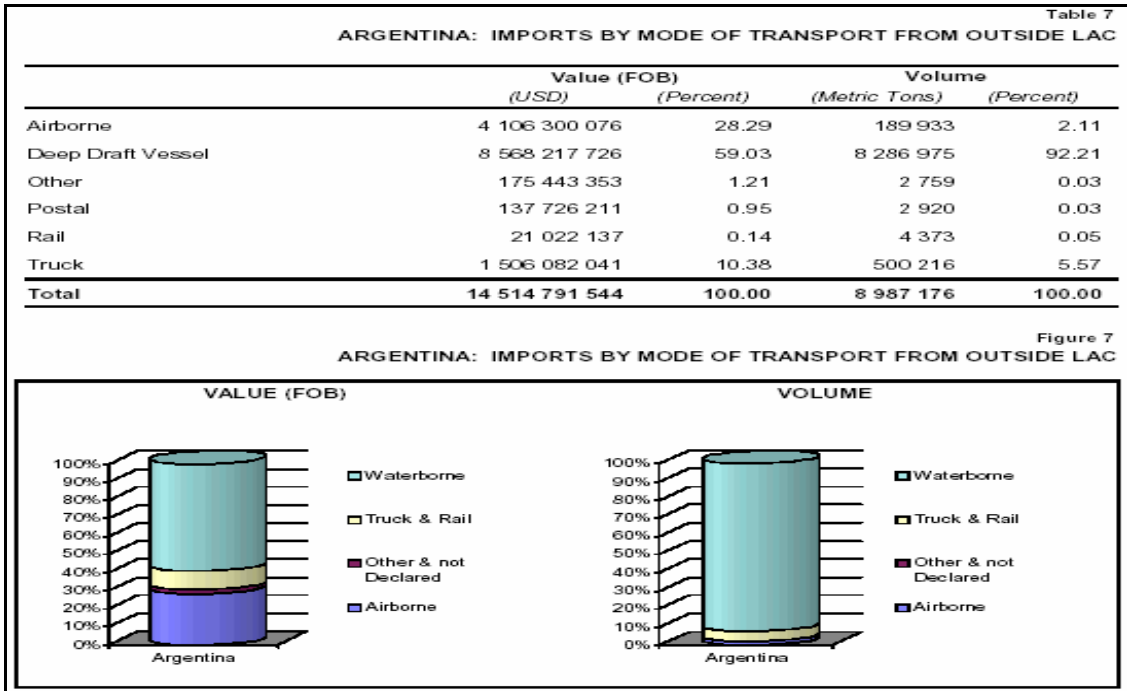 Table 7
ARGENTINA: IMPORTS BY MODE OF TRANSPORT FROM OUTSIDE LAC
Value (FOB) Volume
(USD) (Percent) (Metric Tons) (Percent)
Airborne 4 106 300 076 28.29 189 933 2.11
Deep Draft Vessel 8 568 217 726 59.03 8 286 975 92.21
Other 175 443 353 1.21 2 759 0.03
Postal 137 726 211 0.95 2 920 0.03
Rail 21 022 137 0.14 4 373 0.05
Truck 1 506 082 041 10.38 500 216 5.57
Total 14 514 791 544 100.00 8 987 176 100.00
Figure 7
ARGENTINA: IMPORTS BY MODE OF TRANSPORT FROM OUTSIDE LAC
VALUE (FOB)
100%
90%
80%
70%
60%
50%
40%
30%
20%
10%
0%
Argentina
Waterborne
Truck & Rail
Other & not
Declared
Airborne
VOLUME
100%
90%
80%
70%
60%
50%
40%
30%
20%
10%
0%
Argentina
Waterborne
Truck & Rail
Other & not
Declared
Airborne